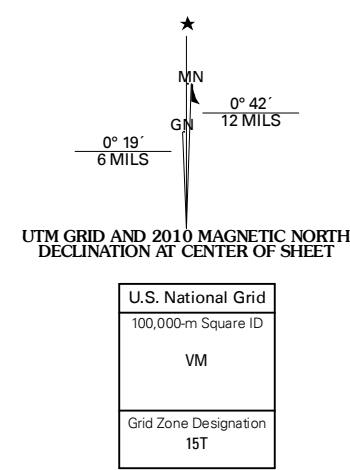 ★
MN
0° 42´
12 MILS
GN
0° 19´
6 MILS
UTM GRID AND 2010 MAGNETIC NORTH
DECLINATION AT CENTER OF SHEET
U.S. National Grid
100,000-m Square ID
VM
Grid Zone Designation
15T